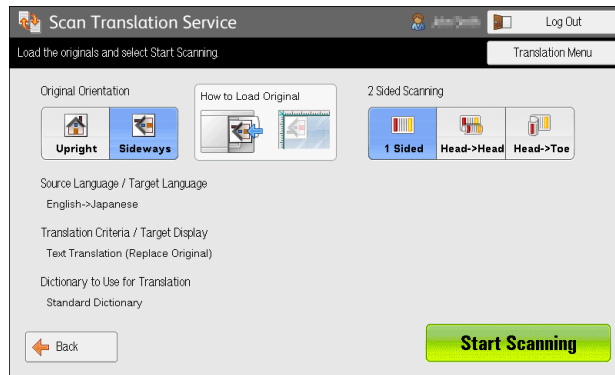 Scan Translation Service
Log Out
Load the originals and select Start Scanning.
Translation Menu
Original Orientation
How to Load Original
2 Sided Scanning
Upright
Sideways
1 Sided
Head->Head
Head->Toe
Source Language / Target Language
English->Japanese
Translation Criteria / Target Display
Text Translation (Replace Original)
Dictionary to Use for Translation
Standard Dictionary
Back
Start Scanning